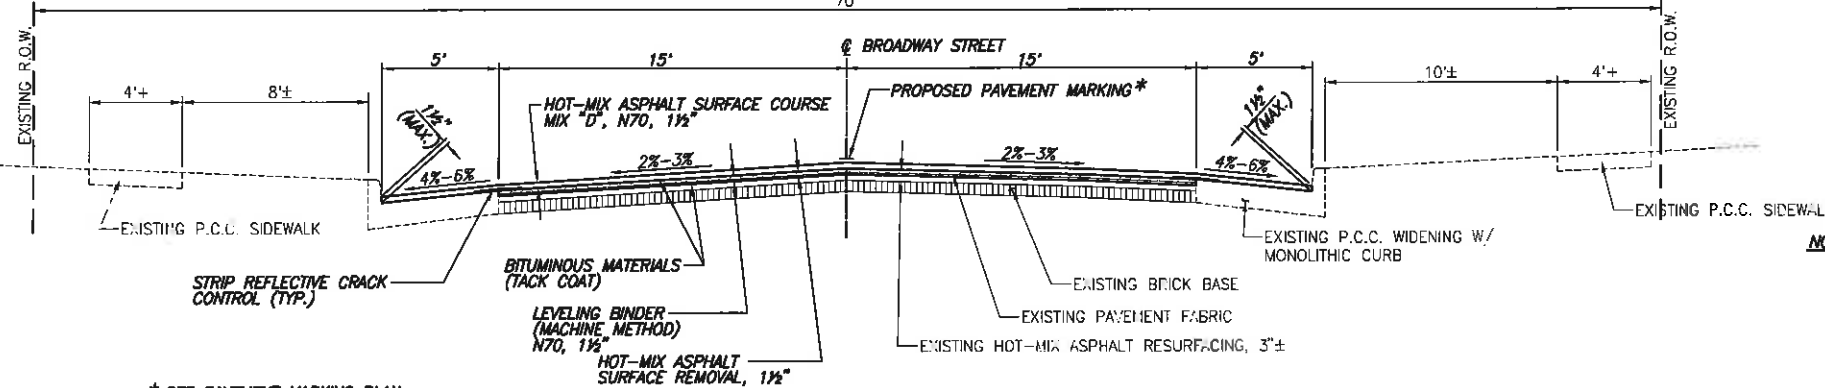 70'
EXISTING R.O.W.
EXISTING R.O.W.
℄ BROADWAY STREET
5'
15'
15'
5'
4'+
8'±
10'±
4'+
1½"
(MAX.)
1½"
(MAX.)
HOT-MIX ASPHALT SURFACE COURSE
MIX "D", N70, 1½"
PROPOSED PAVEMENT MARKING*
4%-6%
2%-3%
2%-3%
4%-6%
EXISTING P.C.C. SIDEWALK
EXISTING P.C.C. SIDEWAL
EXISTING P.C.C. WIDENING W/
MONOLITHIC CURB
STRIP REFLECTIVE CRACK
CONTROL (TYP.)
BITUMINOUS MATERIALS
(TACK COAT)
EXISTING BRICK BASE
LEVELING BINDER
(MACHINE METHOD)
N70, 1½"
EXISTING PAVEMENT FABRIC
EXISTING HOT-MIX ASPHALT RESURFACING, 3"±
HOT-MIX ASPHALT
SURFACE REMOVAL, 1½"